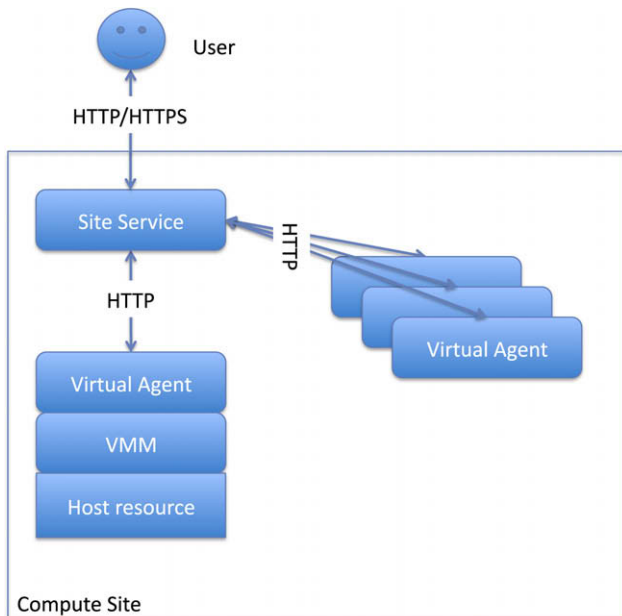 User
HTTP/HTTPS
Site Service
HTTP
HTTP
Virtual Agent
Virtual Agent
VMM
Host resource
Compute Site